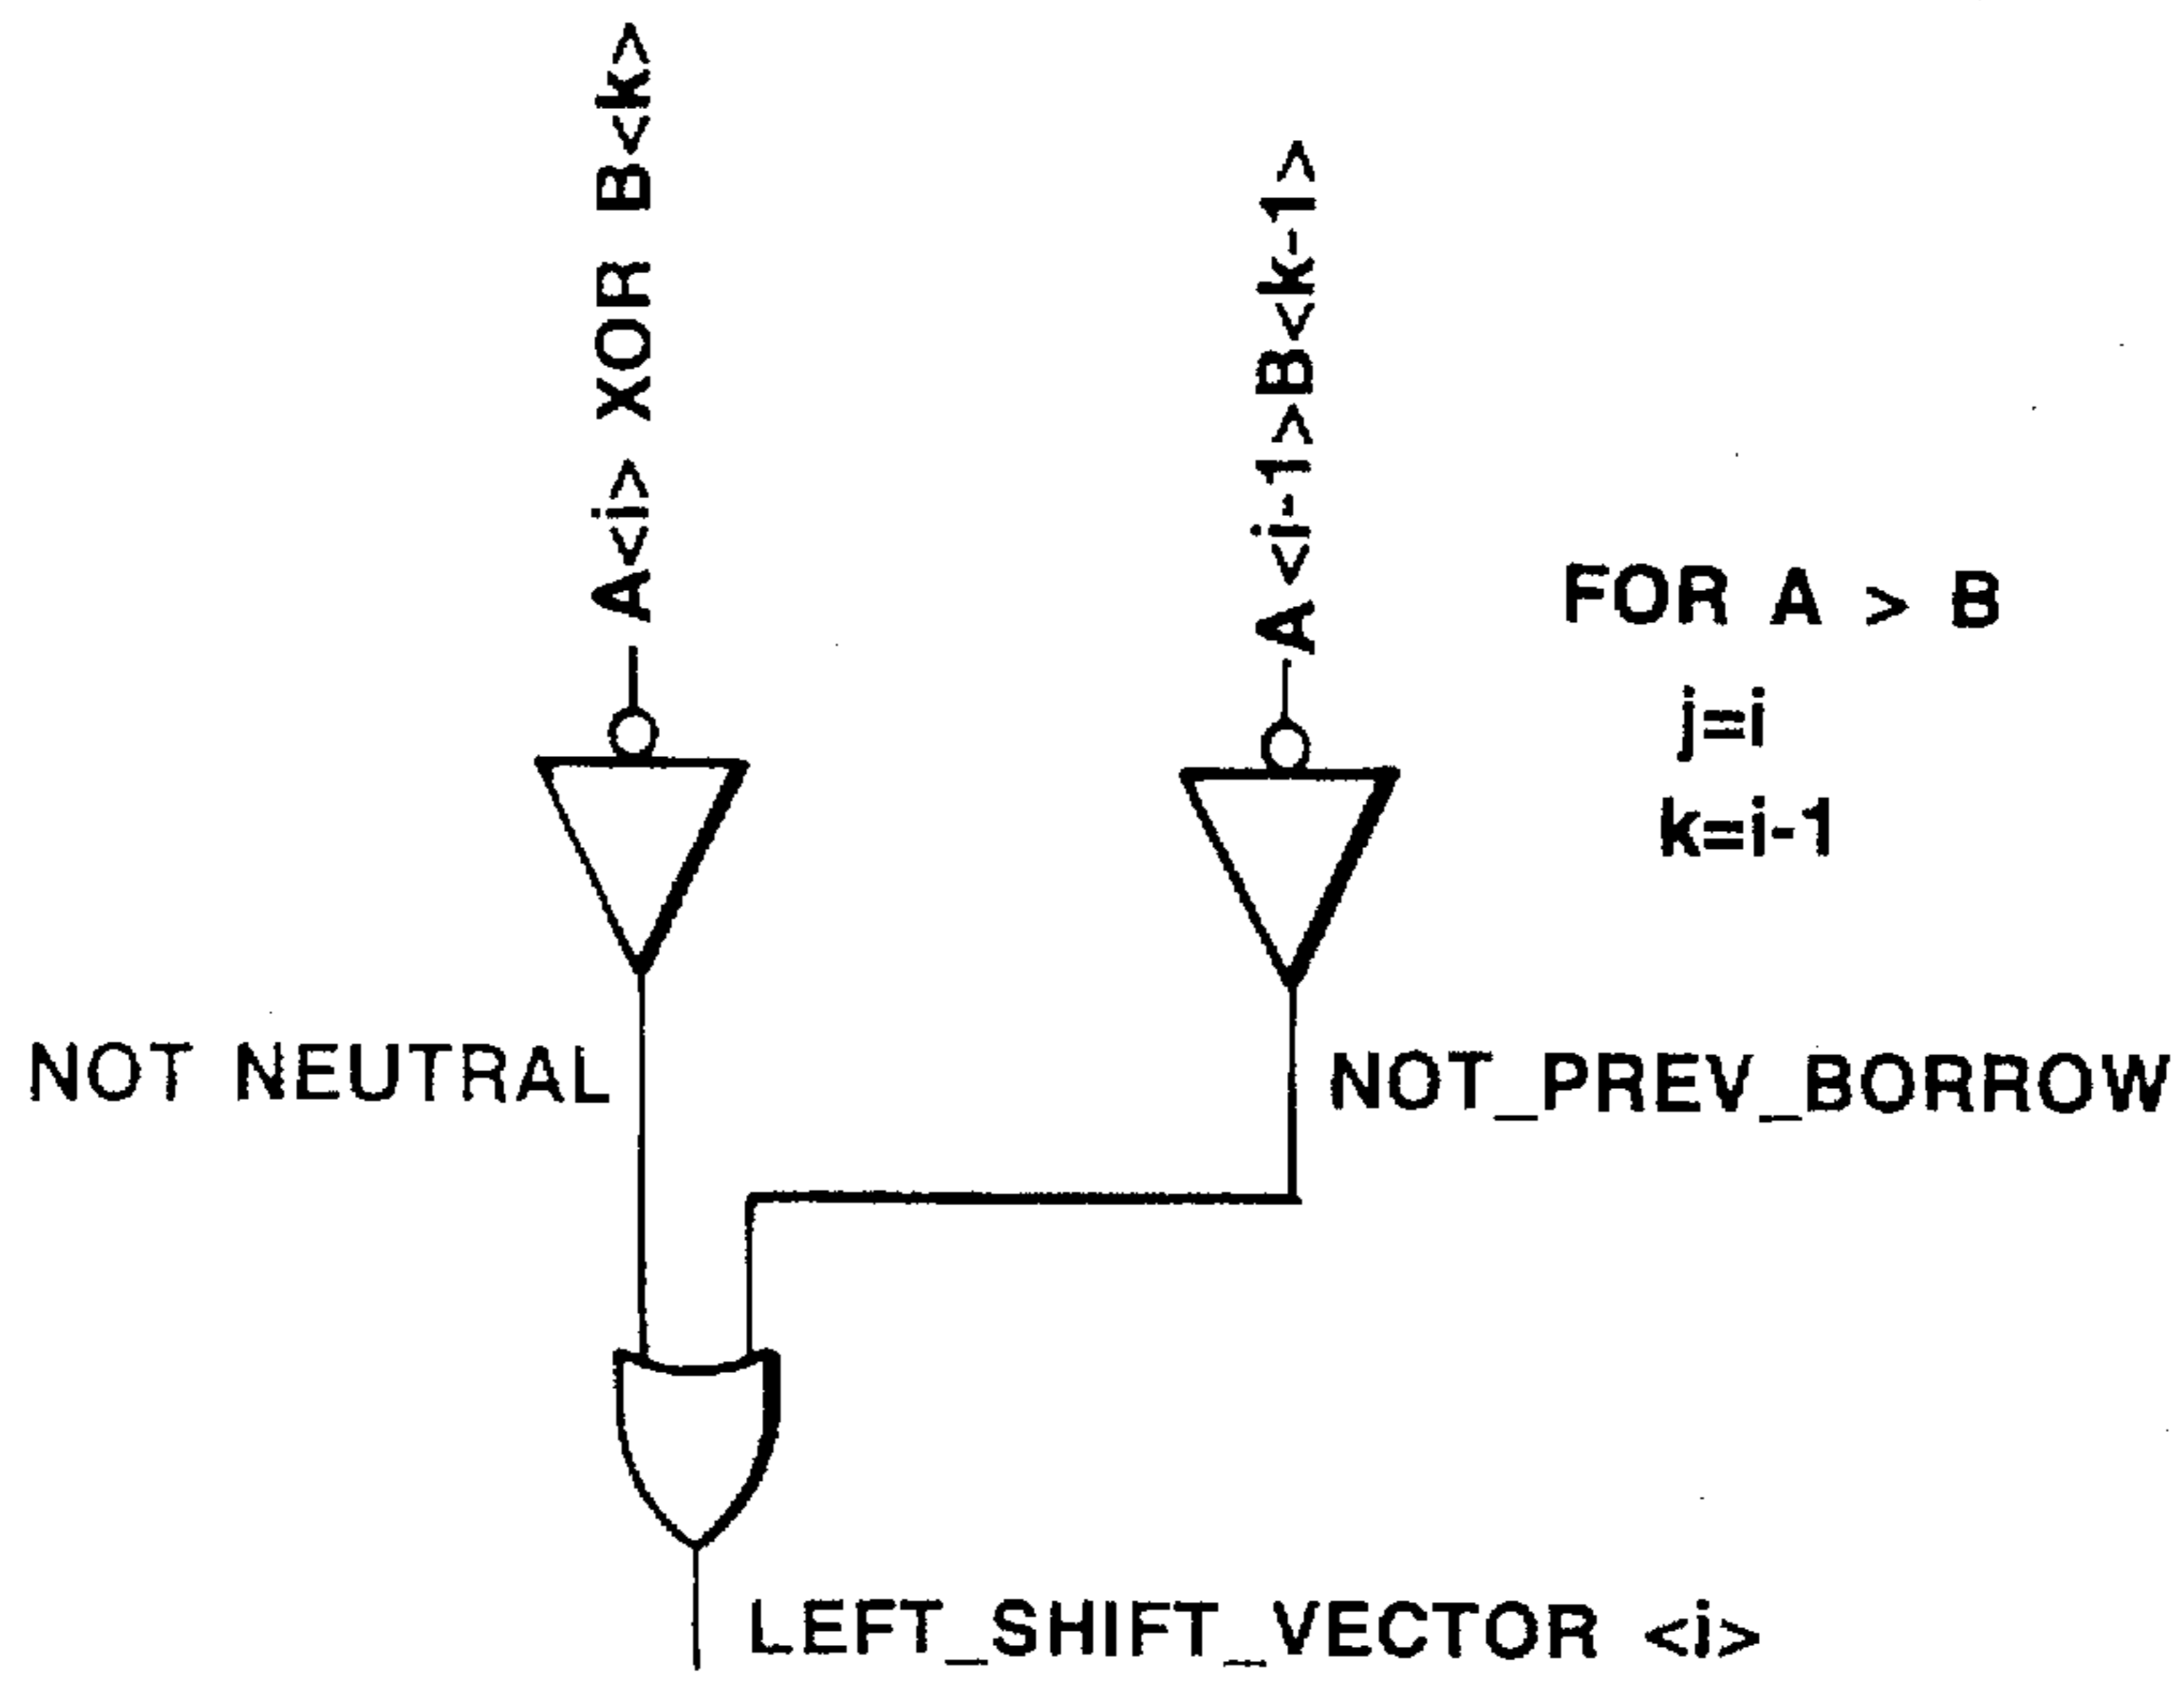 A<i> XOR B<k>
A<i-1>B<k-1>
FOR A > B
j=i
k=i-1
NOT NEUTRAL
NOT_PREV_BORROW
LEFT_SHIFT_VECTOR <i>